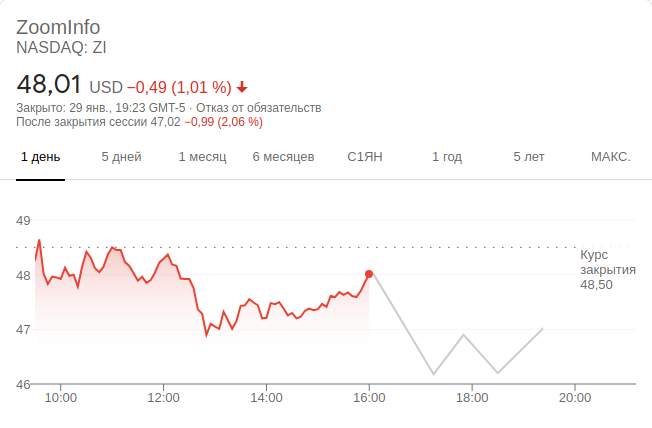 ZoomInfo
NASDAQ: ZI
48,01 USD −0,49 (1,01 %)
Закрыто: 29 янв., 19:23 GMT-5 · Отказ от обязательств
После закрытия сессии 47,02 −0,99 (2,06 %)
1 день 5 дней 1 месяц 6 месяцев С1ЯН 1 год 5 лет МАКС.
49
Курс
закрытия
48,50
48
47
46
10:00 12:00 14:00 16:00 18:00 20:00